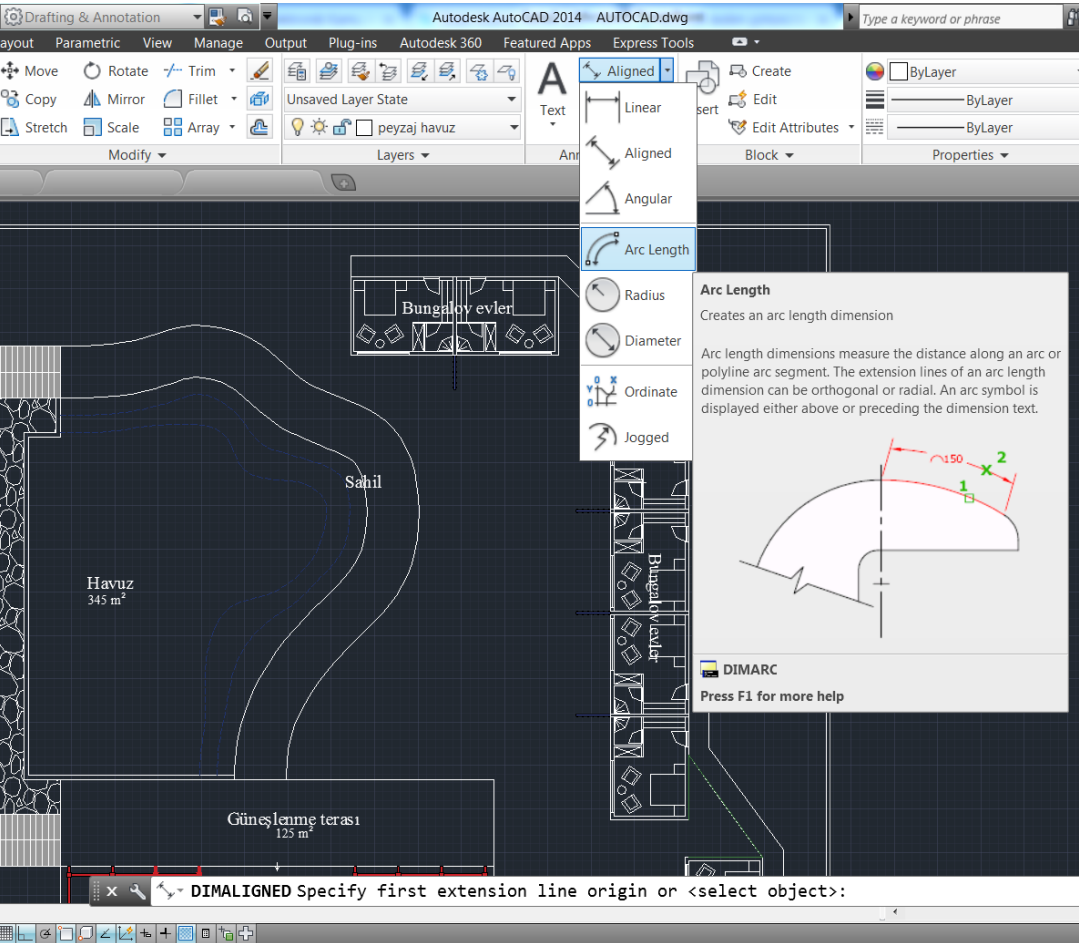 Drafting & Annotation
Autodesk AutoCAD 2014 AUTOCAD.dwg
Type a keyword or phrase
ayout Parametric View Manage Output Plug-ins Autodesk 360 Featured Apps Express Tools
Move Rotate Trim
Copy Mirror Fillet
Stretch Scale Array
Modify
Unsaved Layer State
peyzaj havuz
Layers
A
Text
Ann
Aligned
Linear
Aligned
Angular
Arc Length
Radius
Diameter
Ordinate
Jogged
sert
Create
Edit
Edit Attributes
Block
ByLayer
ByLayer
ByLayer
Properties
Arc Length
Creates an arc length dimension
Arc length dimensions measure the distance along an arc or
polyline arc segment. The extension lines of an arc length
dimension can be orthogonal or radial. An arc symbol is
displayed either above or preceding the dimension text.
150
2
1
DIMARC
Press F1 for more help
Bungalov evler
Sahil
Havuz
345 m²
Bungalov evler
Güneşlenme terası
125 m²
DIMALIGNED Specify first extension line origin or <select object>: